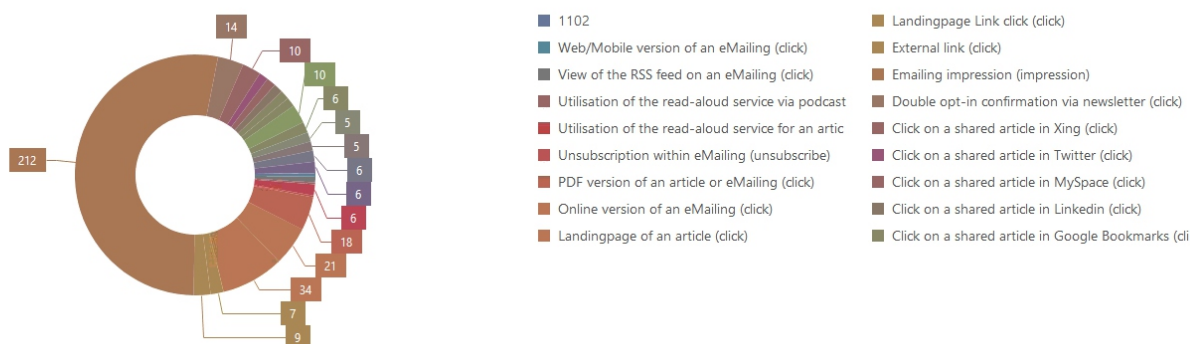 14
10
10
6
5
5
6
6
6
18
21
34
7
9
212
1102
Web/Mobile version of an eMailing (click)
View of the RSS feed on an eMailing (click)
Utilisation of the read-aloud service via podcast
Utilisation of the read-aloud service for an artic
Unsubscription within eMailing (unsubscribe)
PDF version of an article or eMailing (click)
Online version of an eMailing (click)
Landingpage of an article (click)
Landingpage Link click (click)
External link (click)
Emailing impression (impression)
Double opt-in confirmation via newsletter (click)
Click on a shared article in Xing (click)
Click on a shared article in Twitter (click)
Click on a shared article in MySpace (click)
Click on a shared article in Linkedin (click)
Click on a shared article in Google Bookmarks (cli